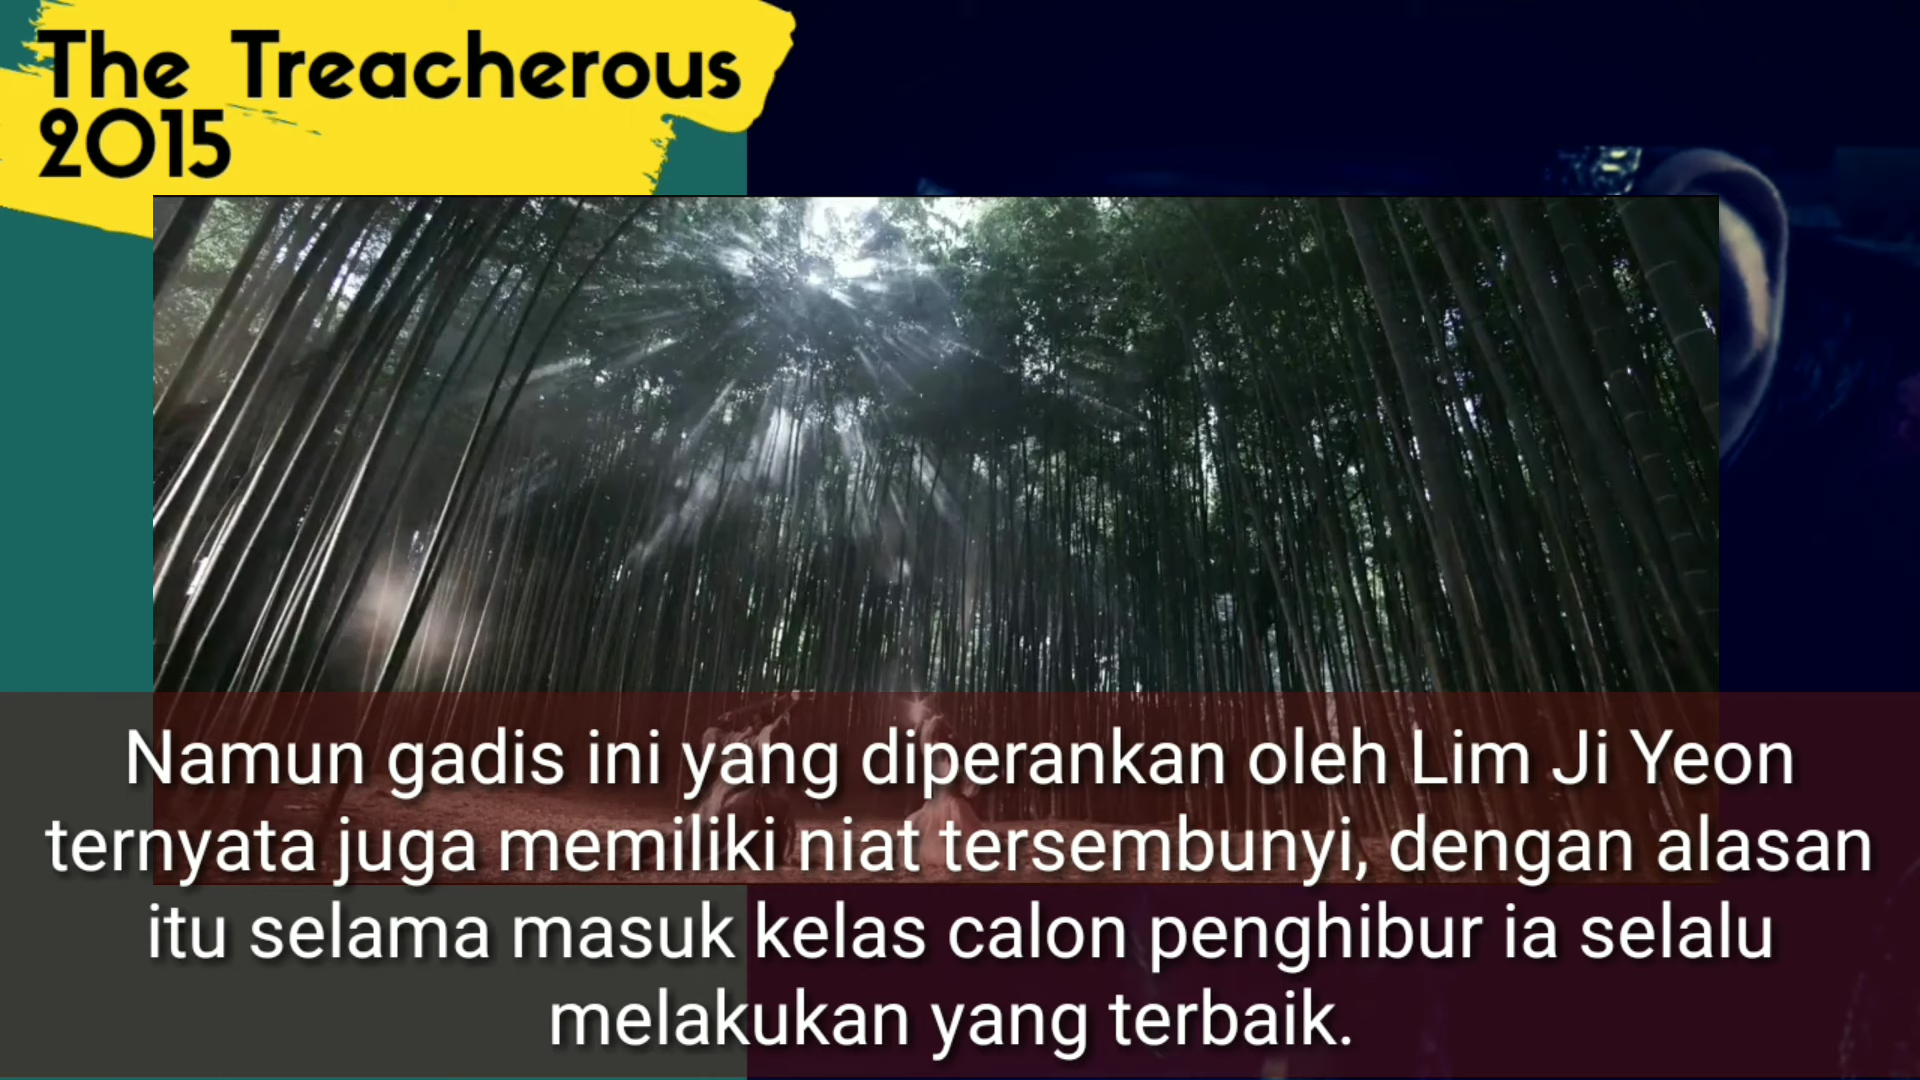 The Treacherous
2015
Namun gadis ini yang diperankan oleh Lim Ji Yeon
ternyata juga memiliki niat tersembunyi, dengan alasan
itu selama masuk kelas calon penghibur ia selalu
melakukan yang terbaik.